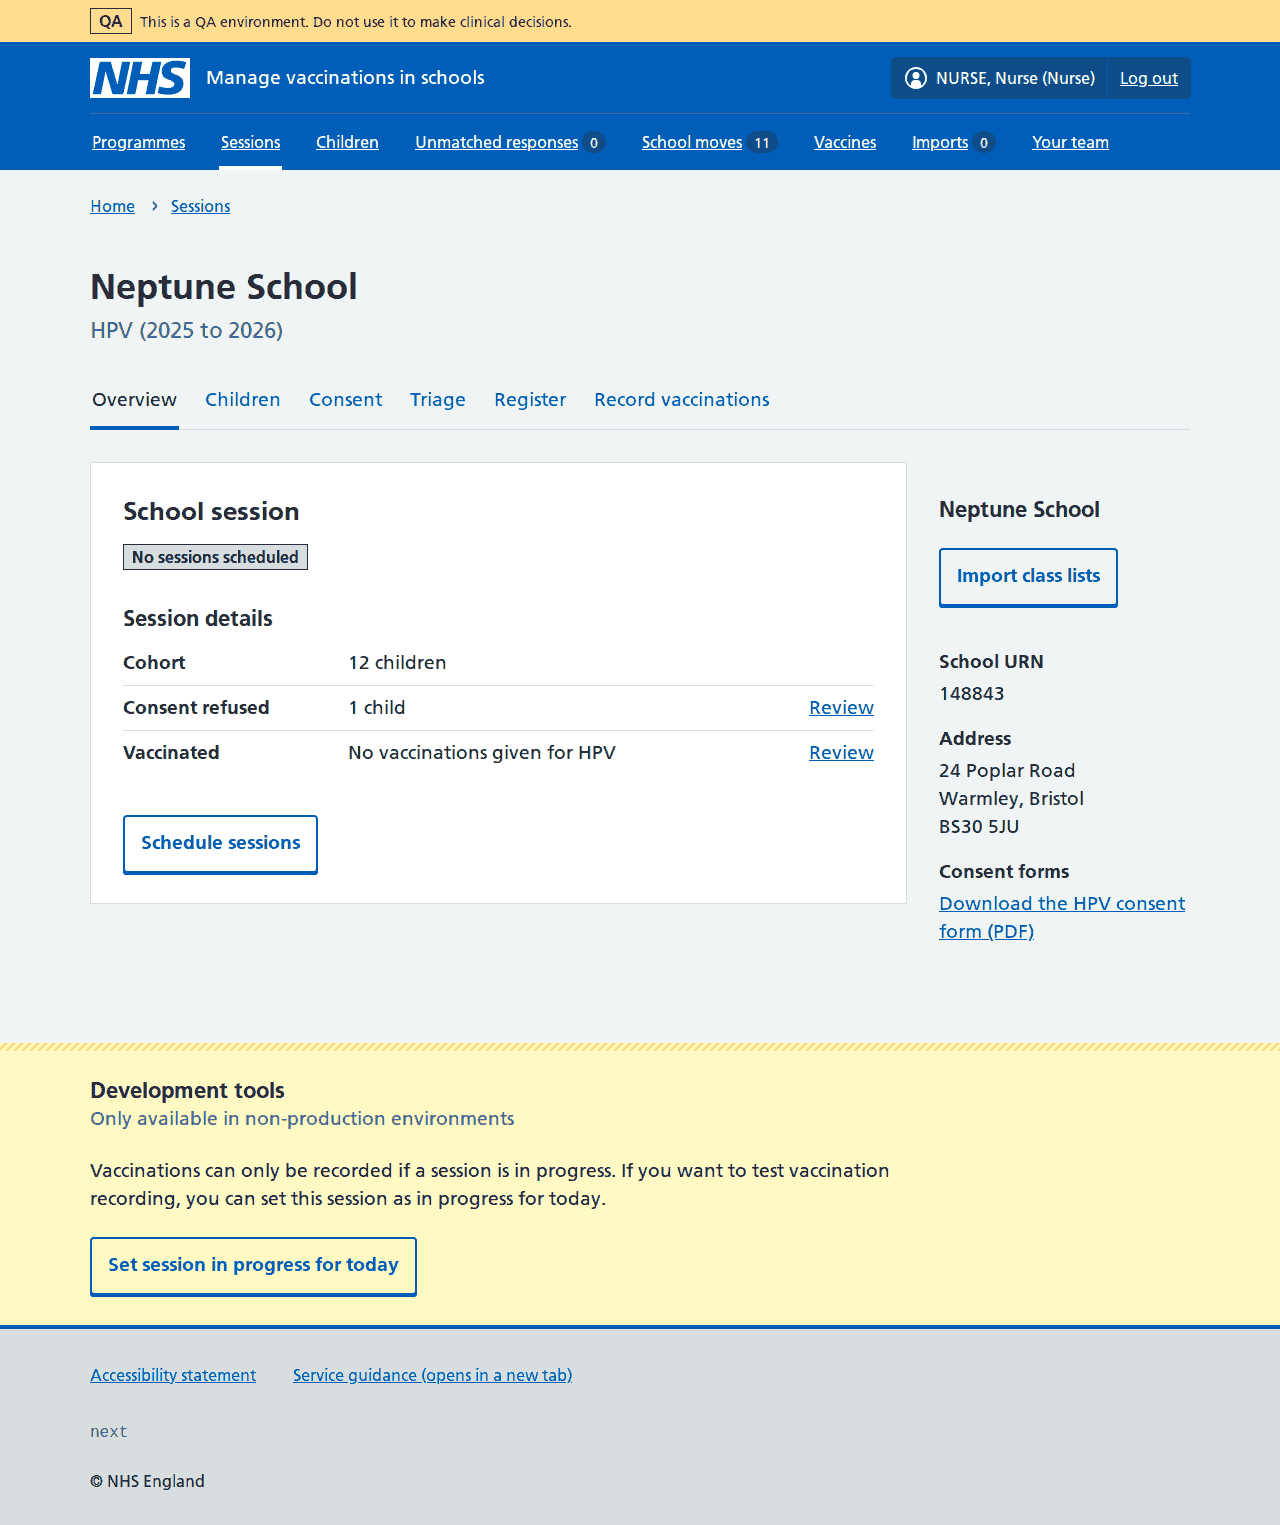 QA This is a QA environment. Do not use it to make clinical decisions.
NHS Manage vaccinations in schools NURSE, Nurse (Nurse) Log out
Programmes Sessions Children Unmatched responses 0 School moves 11 Vaccines Imports 0 Your team
Home › Sessions
Neptune School
HPV (2025 to 2026)
Overview Children Consent Triage Register Record vaccinations
School session
No sessions scheduled
Session details
Cohort 12 children
Consent refused 1 child Review
Vaccinated No vaccinations given for HPV Review
Schedule sessions
Neptune School
Import class lists
School URN
148843
Address
24 Poplar Road
Warmley, Bristol
BS30 5JU
Consent forms
Download the HPV consent
form (PDF)
Development tools
Only available in non-production environments
Vaccinations can only be recorded if a session is in progress. If you want to test vaccination
recording, you can set this session as in progress for today.
Set session in progress for today
Accessibility statement Service guidance (opens in a new tab)
next
© NHS England